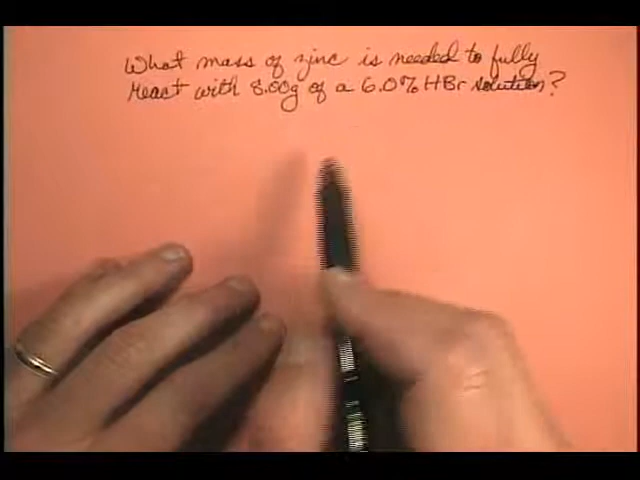 What mass of zinc is needed to fully
react with 8.00g of a 6.0% HBr solution?